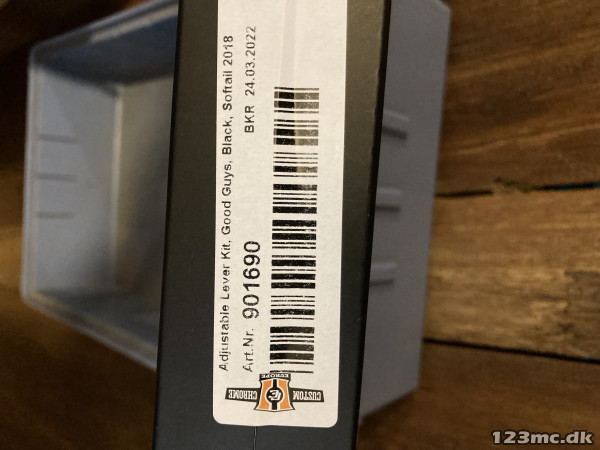 Adjustable Lever Kit, Good Guys, Black, Softail 2018
Art.Nr. 901690 BKR 24.03.2022
CUSTOM
CHROME
EUROPE
123mc.dk